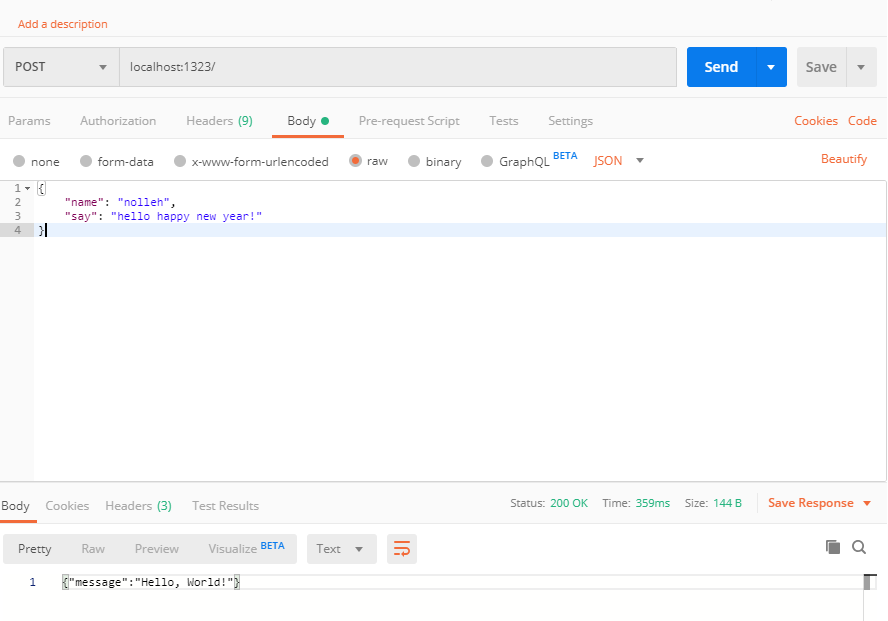 Add a description
POST localhost:1323/ Send Save
Params Authorization Headers (9) Body Pre-request Script Tests Settings Cookies Code
none form-data x-www-form-urlencoded raw binary GraphQL BETA JSON Beautify
1 {
2 "name": "nolleh",
3 "say": "hello happy new year!"
4 }
Body Cookies Headers (3) Test Results Status: 200 OK Time: 359ms Size: 144 B Save Response
Pretty Raw Preview Visualize BETA Text
1 {"message":"Hello, World!"}